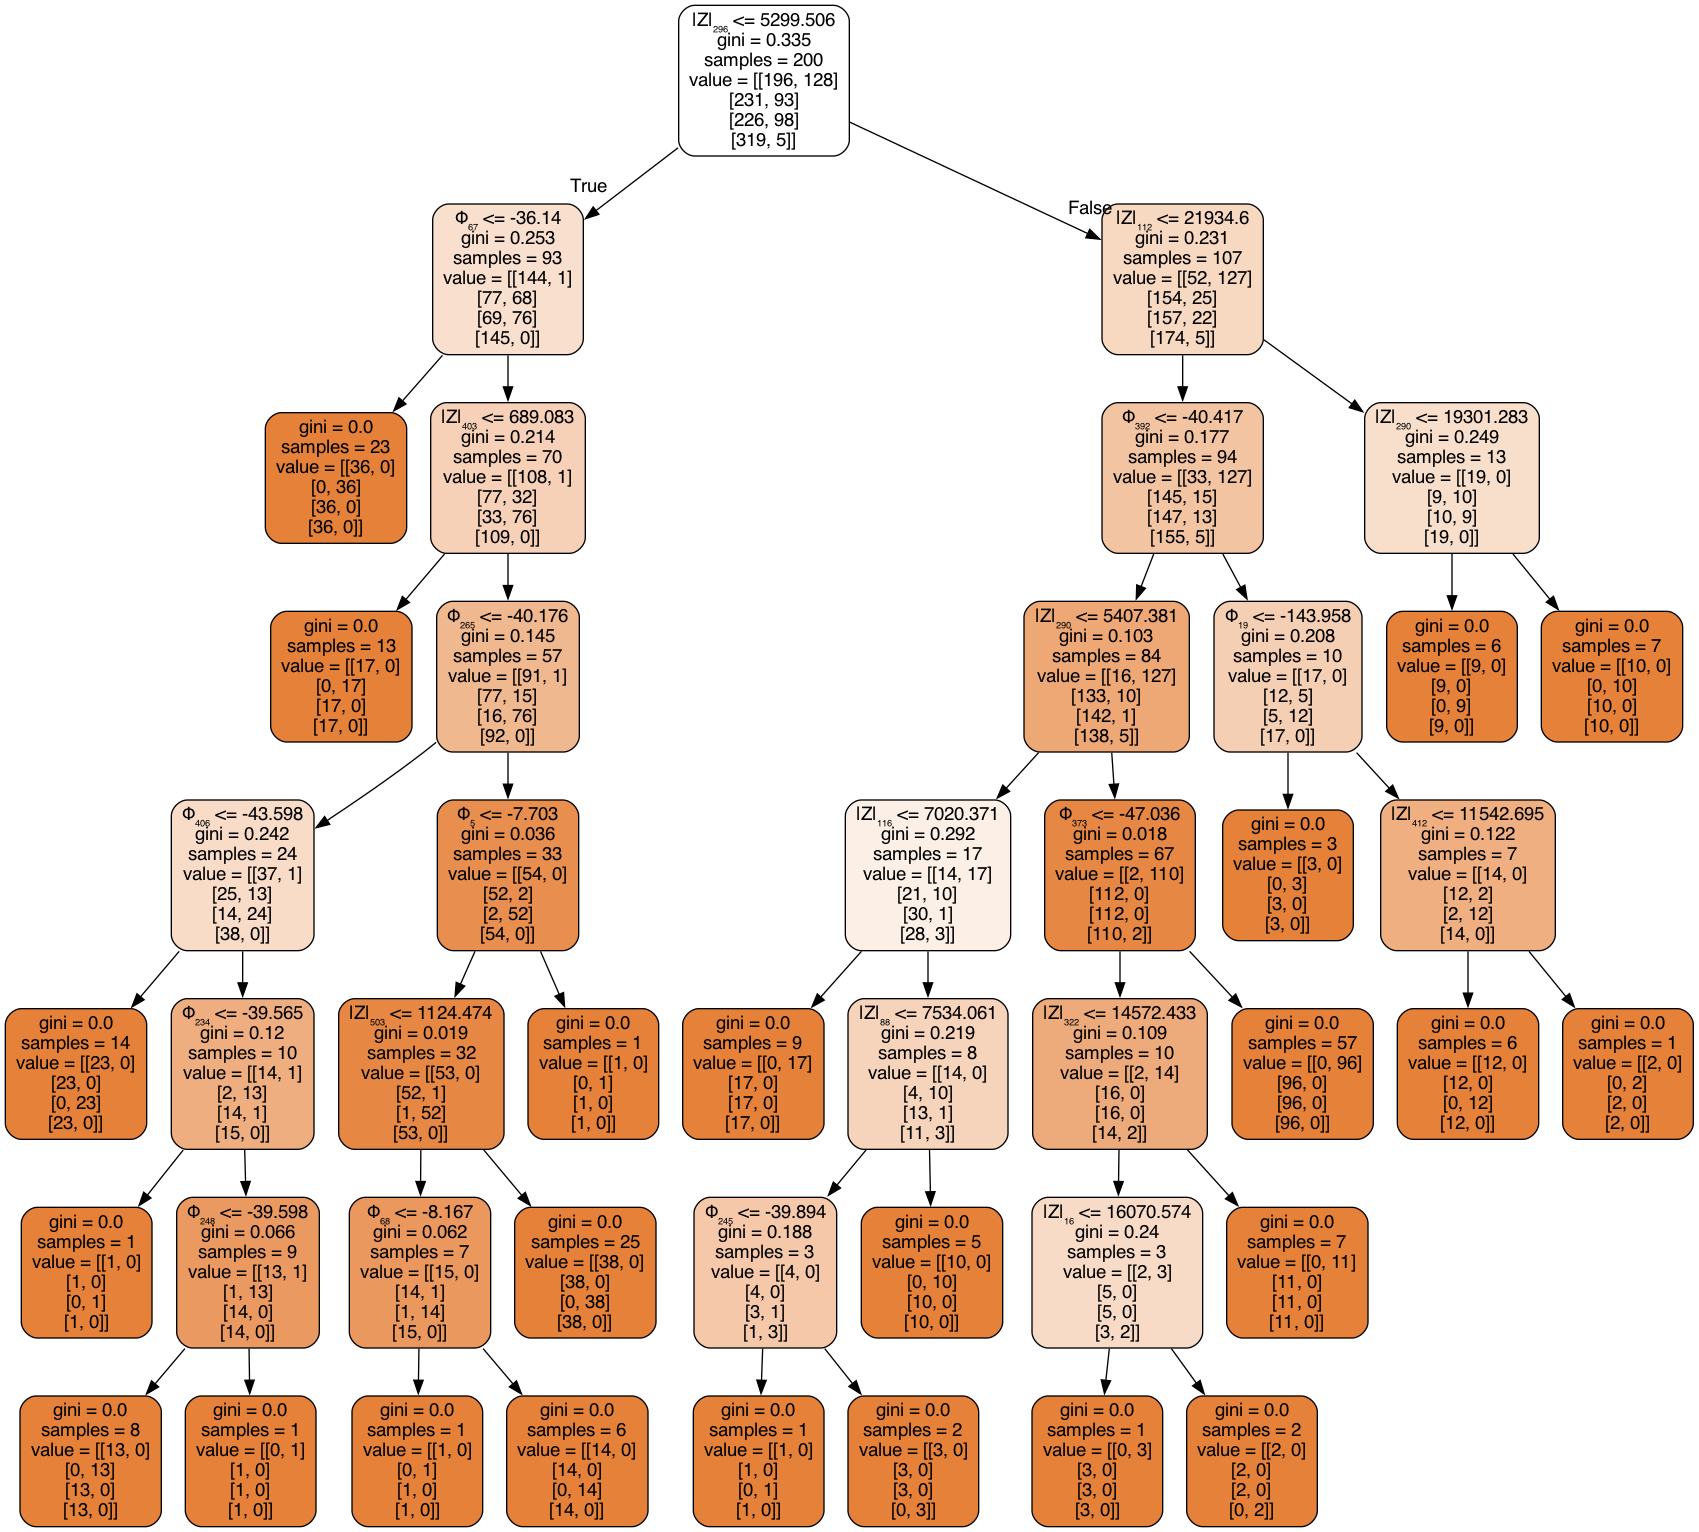 |Z|₂₉₆ <= 5299.506
gini = 0.335
samples = 200
value = [[196, 128]
[231, 93]
[226, 98]
[319, 5]]
True
False
Φ₆₇ <= -36.14
gini = 0.253
samples = 93
value = [[144, 1]
[77, 68]
[69, 76]
[145, 0]]
|Z|₁₁₂ <= 21934.6
gini = 0.231
samples = 107
value = [[52, 127]
[154, 25]
[157, 22]
[174, 5]]
gini = 0.0
samples = 23
value = [[36, 0]
[0, 36]
[36, 0]
[36, 0]]
|Z|₄₀₃ <= 689.083
gini = 0.214
samples = 70
value = [[108, 1]
[77, 32]
[33, 76]
[109, 0]]
Φ₃₉₂ <= -40.417
gini = 0.177
samples = 94
value = [[33, 127]
[145, 15]
[147, 13]
[155, 5]]
|Z|₂₉₀ <= 19301.283
gini = 0.249
samples = 13
value = [[19, 0]
[9, 10]
[10, 9]
[19, 0]]
gini = 0.0
samples = 13
value = [[17, 0]
[0, 17]
[17, 0]
[17, 0]]
Φ₂₆₅ <= -40.176
gini = 0.145
samples = 57
value = [[91, 1]
[77, 15]
[16, 76]
[92, 0]]
|Z|₂₉₀ <= 5407.381
gini = 0.103
samples = 84
value = [[16, 127]
[133, 10]
[142, 1]
[138, 5]]
Φ₁₉ <= -143.958
gini = 0.208
samples = 10
value = [[17, 0]
[12, 5]
[5, 12]
[17, 0]]
gini = 0.0
samples = 6
value = [[9, 0]
[9, 0]
[0, 9]
[9, 0]]
gini = 0.0
samples = 7
value = [[10, 0]
[0, 10]
[10, 0]
[10, 0]]
Φ₄₀₆ <= -43.598
gini = 0.242
samples = 24
value = [[37, 1]
[25, 13]
[14, 24]
[38, 0]]
Φ₅ <= -7.703
gini = 0.036
samples = 33
value = [[54, 0]
[52, 2]
[2, 52]
[54, 0]]
|Z|₁₁₆ <= 7020.371
gini = 0.292
samples = 17
value = [[14, 17]
[21, 10]
[30, 1]
[28, 3]]
Φ₃₇₃ <= -47.036
gini = 0.018
samples = 67
value = [[2, 110]
[112, 0]
[112, 0]
[110, 2]]
gini = 0.0
samples = 3
value = [[3, 0]
[0, 3]
[3, 0]
[3, 0]]
|Z|₄₁₂ <= 11542.695
gini = 0.122
samples = 7
value = [[14, 0]
[12, 2]
[2, 12]
[14, 0]]
gini = 0.0
samples = 14
value = [[23, 0]
[23, 0]
[0, 23]
[23, 0]]
Φ₂₃₄ <= -39.565
gini = 0.12
samples = 10
value = [[14, 1]
[2, 13]
[14, 1]
[15, 0]]
|Z|₅₀₃ <= 1124.474
gini = 0.019
samples = 32
value = [[53, 0]
[52, 1]
[1, 52]
[53, 0]]
gini = 0.0
samples = 1
value = [[1, 0]
[0, 1]
[1, 0]
[1, 0]]
gini = 0.0
samples = 9
value = [[0, 17]
[17, 0]
[17, 0]
[17, 0]]
|Z|₈₈ <= 7534.061
gini = 0.219
samples = 8
value = [[14, 0]
[4, 10]
[13, 1]
[11, 3]]
|Z|₃₂₂ <= 14572.433
gini = 0.109
samples = 10
value = [[2, 14]
[16, 0]
[16, 0]
[14, 2]]
gini = 0.0
samples = 57
value = [[0, 96]
[96, 0]
[96, 0]
[96, 0]]
gini = 0.0
samples = 6
value = [[12, 0]
[12, 0]
[0, 12]
[12, 0]]
gini = 0.0
samples = 1
value = [[2, 0]
[0, 2]
[2, 0]
[2, 0]]
gini = 0.0
samples = 1
value = [[1, 0]
[1, 0]
[0, 1]
[1, 0]]
Φ₂₄₈ <= -39.598
gini = 0.066
samples = 9
value = [[13, 1]
[1, 13]
[14, 0]
[14, 0]]
Φ₆₈ <= -8.167
gini = 0.062
samples = 7
value = [[15, 0]
[14, 1]
[1, 14]
[15, 0]]
gini = 0.0
samples = 25
value = [[38, 0]
[38, 0]
[0, 38]
[38, 0]]
Φ₂₄₅ <= -39.894
gini = 0.188
samples = 3
value = [[4, 0]
[4, 0]
[3, 1]
[1, 3]]
gini = 0.0
samples = 5
value = [[10, 0]
[0, 10]
[10, 0]
[10, 0]]
|Z|₁₆ <= 16070.574
gini = 0.24
samples = 3
value = [[2, 3]
[5, 0]
[5, 0]
[3, 2]]
gini = 0.0
samples = 7
value = [[0, 11]
[11, 0]
[11, 0]
[11, 0]]
gini = 0.0
samples = 8
value = [[13, 0]
[0, 13]
[13, 0]
[13, 0]]
gini = 0.0
samples = 1
value = [[0, 1]
[1, 0]
[1, 0]
[1, 0]]
gini = 0.0
samples = 1
value = [[1, 0]
[0, 1]
[1, 0]
[1, 0]]
gini = 0.0
samples = 6
value = [[14, 0]
[14, 0]
[0, 14]
[14, 0]]
gini = 0.0
samples = 1
value = [[1, 0]
[1, 0]
[0, 1]
[1, 0]]
gini = 0.0
samples = 2
value = [[3, 0]
[3, 0]
[3, 0]
[0, 3]]
gini = 0.0
samples = 1
value = [[0, 3]
[3, 0]
[3, 0]
[3, 0]]
gini = 0.0
samples = 2
value = [[2, 0]
[2, 0]
[2, 0]
[0, 2]]